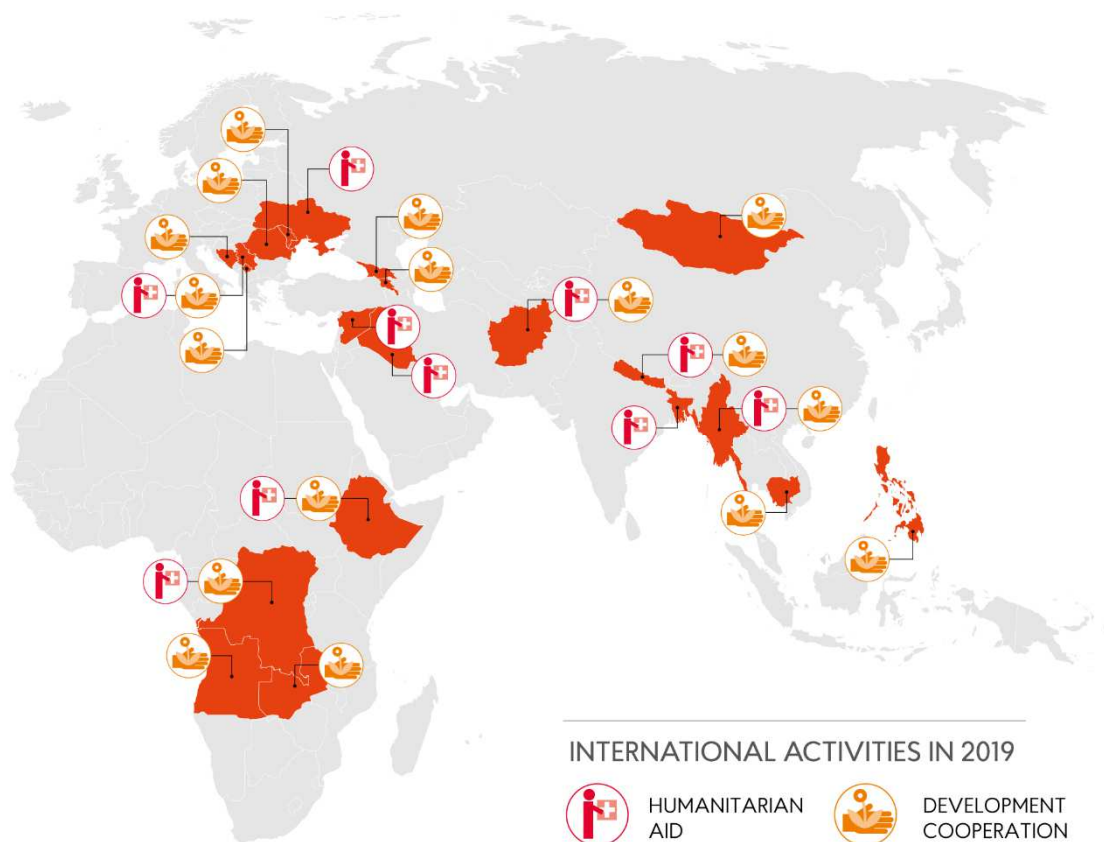 INTERNATIONAL ACTIVITIES IN 2019
HUMANITARIAN
AID
DEVELOPMENT
COOPERATION